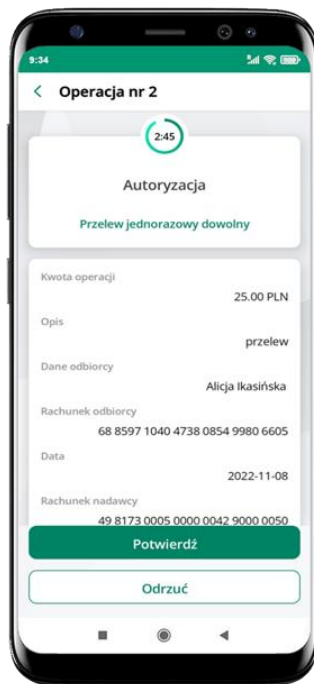 9:34
Operacja nr 2
2:45
Autoryzacja
Przelew jednorazowy dowolny
Kwota operacji
25.00 PLN
Opis
przelew
Dane odbiorcy
Alicja Ikasińska
Rachunek odbiorcy
68 8597 1040 4738 0854 9980 6605
Data
2022-11-08
Rachunek nadawcy
49 8173 0005 0000 0042 9000 0050
Potwierdź
Odrzuć